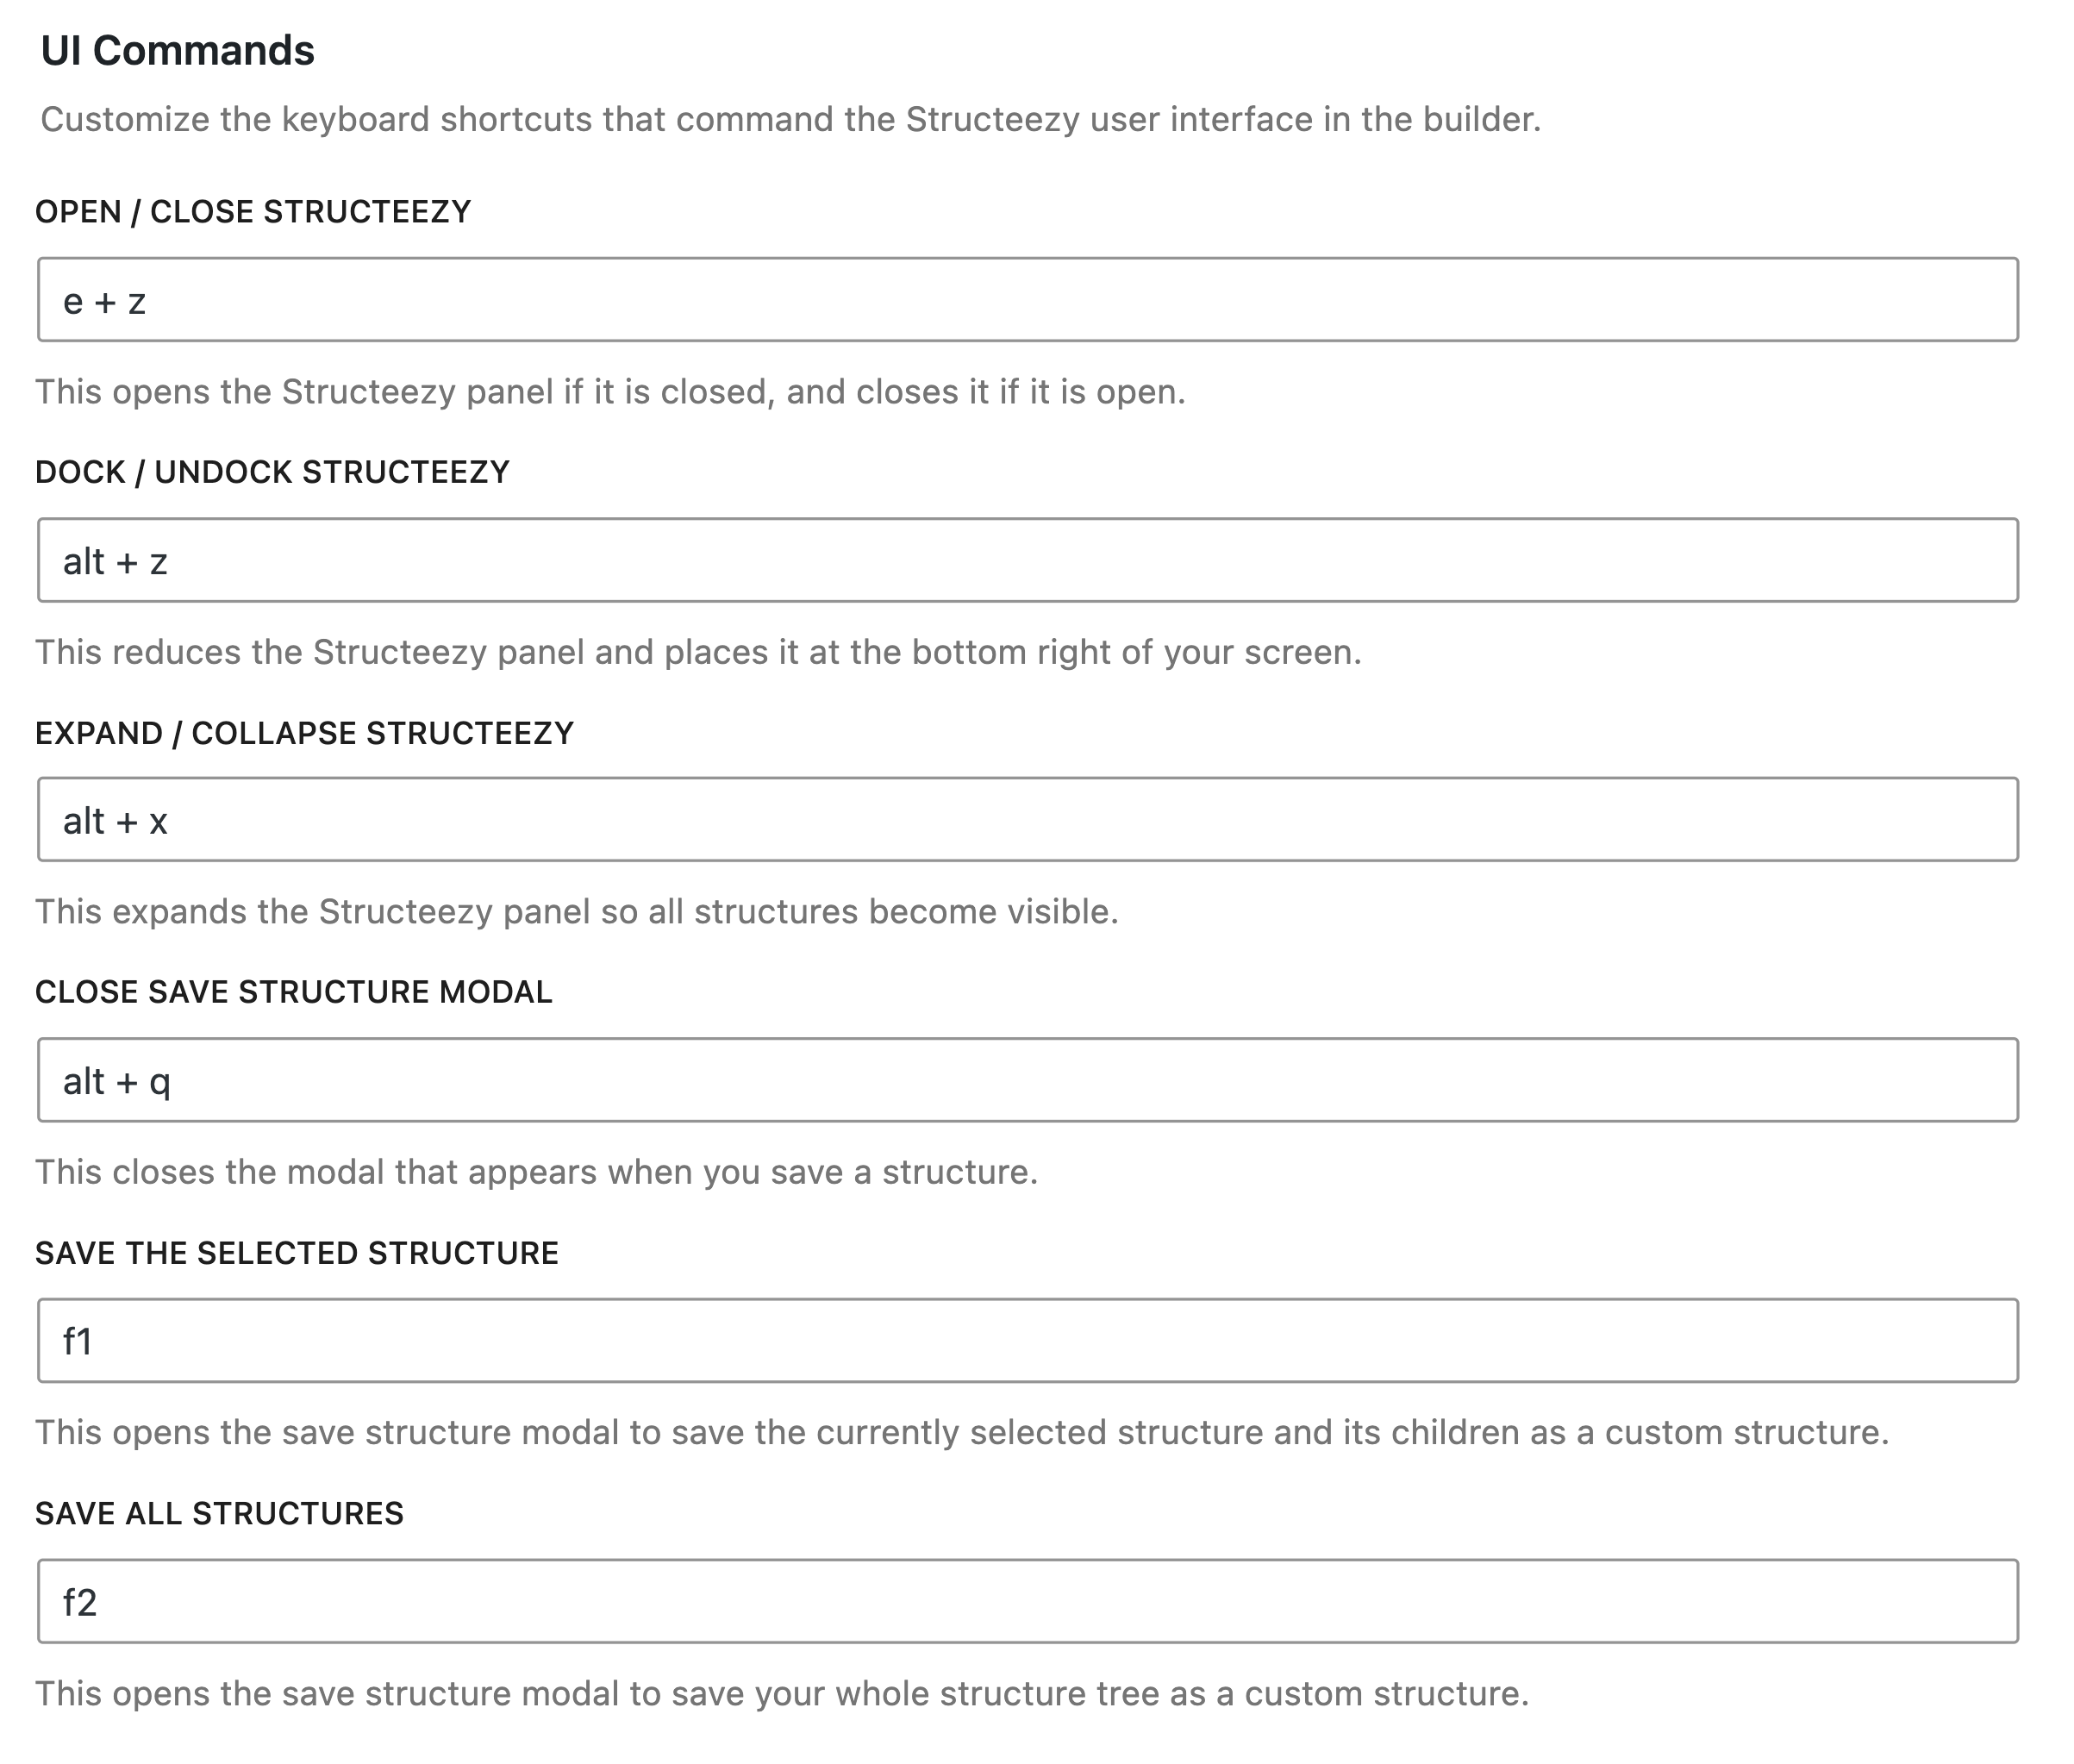 UI Commands
Customize the keyboard shortcuts that command the Structeezy user interface in the builder.
OPEN / CLOSE STRUCTEEZY
e + z
This opens the Structeezy panel if it is closed, and closes it if it is open.
DOCK / UNDOCK STRUCTEEZY
alt + z
This reduces the Structeezy panel and places it at the bottom right of your screen.
EXPAND / COLLAPSE STRUCTEEZY
alt + x
This expands the Structeezy panel so all structures become visible.
CLOSE SAVE STRUCTURE MODAL
alt + q
This closes the modal that appears when you save a structure.
SAVE THE SELECTED STRUCTURE
f1
This opens the save structure modal to save the currently selected structure and its children as a custom structure.
SAVE ALL STRUCTURES
f2
This opens the save structure modal to save your whole structure tree as a custom structure.